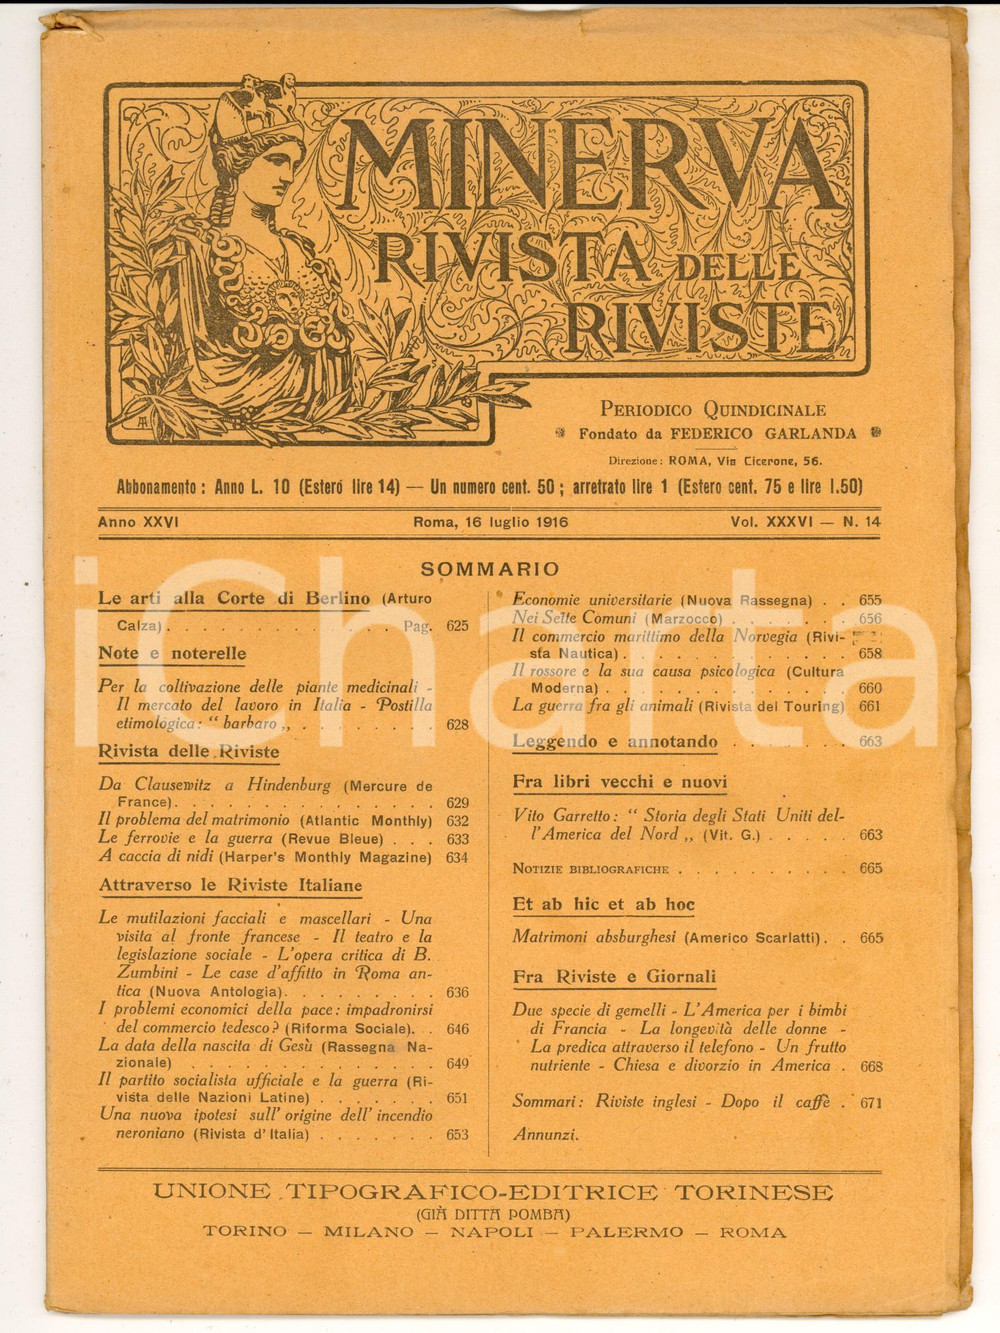 MINERVA
RIVISTA DELLE
RIVISTE
PERIODICO QUINDICINALE
Fondato da FEDERICO GARLANDA
Direzione: ROMA, Via Cicerone, 56.
Abbonamento: Anno L. 10 (Estero lire 14) — Un numero cent. 50; arretrato lire 1 (Estero cent. 75 e lire 1.50)
Anno XXVI Roma, 16 luglio 1916 Vol. XXXVI — N. 14
SOMMARIO
Le arti alla Corte di Berlino (Arturo
Calza) . . . . . . . . . . . . Pag. 625
Note e noterelle
Per la coltivazione delle piante medicinali -
Il mercato del lavoro in Italia - Postilla
etimologica: “ barbaro „ . . . . . . . . 628
Rivista delle Riviste
Da Clausewitz a Hindenburg (Mercure de
France) . . . . . . . . . . . . . . 629
Il problema del matrimonio (Atlantic Monthly) 632
Le ferrovie e la guerra (Revue Bleue) . . . 633
A caccia di nidi (Harper's Monthly Magazine) 634
Attraverso le Riviste Italiane
Le mutilazioni facciali e mascellari - Una
visita al fronte francese - Il teatro e la
legislazione sociale - L'opera critica di B.
Zumbini - Le case d'affitto in Roma an-
tica (Nuova Antologia) . . . . . . . . 636
I problemi economici della pace: impadronirsi
del commercio tedesco? (Riforma Sociale) . . 646
La data della nascita di Gesù (Rassegna Na-
zionale) . . . . . . . . . . . . . 649
Il partito socialista ufficiale e la guerra (Ri-
vista delle Nazioni Latine) . . . . . . . 651
Una nuova ipotesi sull' origine dell' incendio
neroniano (Rivista d' Italia) . . . . . . . 653
Economie universitarie (Nuova Rassegna) . . 655
Nei Sette Comuni (Marzocco) . . . . . . . 656
Il commercio marittimo della Norvegia (Rivi-
sta Nautica) . . . . . . . . . . . . 658
Il rossore e la sua causa psicologica (Cultura
Moderna) . . . . . . . . . . . . . 660
La guerra fra gli animali (Rivista del Touring) 661
Leggendo e annotando . . . . . . . 663
Fra libri vecchi e nuovi
Vito Garretto: “ Storia degli Stati Uniti del-
l'America del Nord „ (Vit. G.) . . . . . . 663
NOTIZIE BIBLIOGRAFICHE . . . . . . . . . . 665
Et ab hic et ab hoc
Matrimoni absburghesi (Americo Scarlatti) . . 665
Fra Riviste e Giornali
Due specie di gemelli - L'America per i bimbi
di Francia - La longevità delle donne -
La predica attraverso il telefono - Un frutto
nutriente - Chiesa e divorzio in America . 668
Sommari: Riviste inglesi - Dopo il caffè . 671
Annunzi.
UNIONE TIPOGRAFICO-EDITRICE TORINESE
(GIÀ DITTA POMBA)
TORINO — MILANO — NAPOLI — PALERMO — ROMA
iCharta